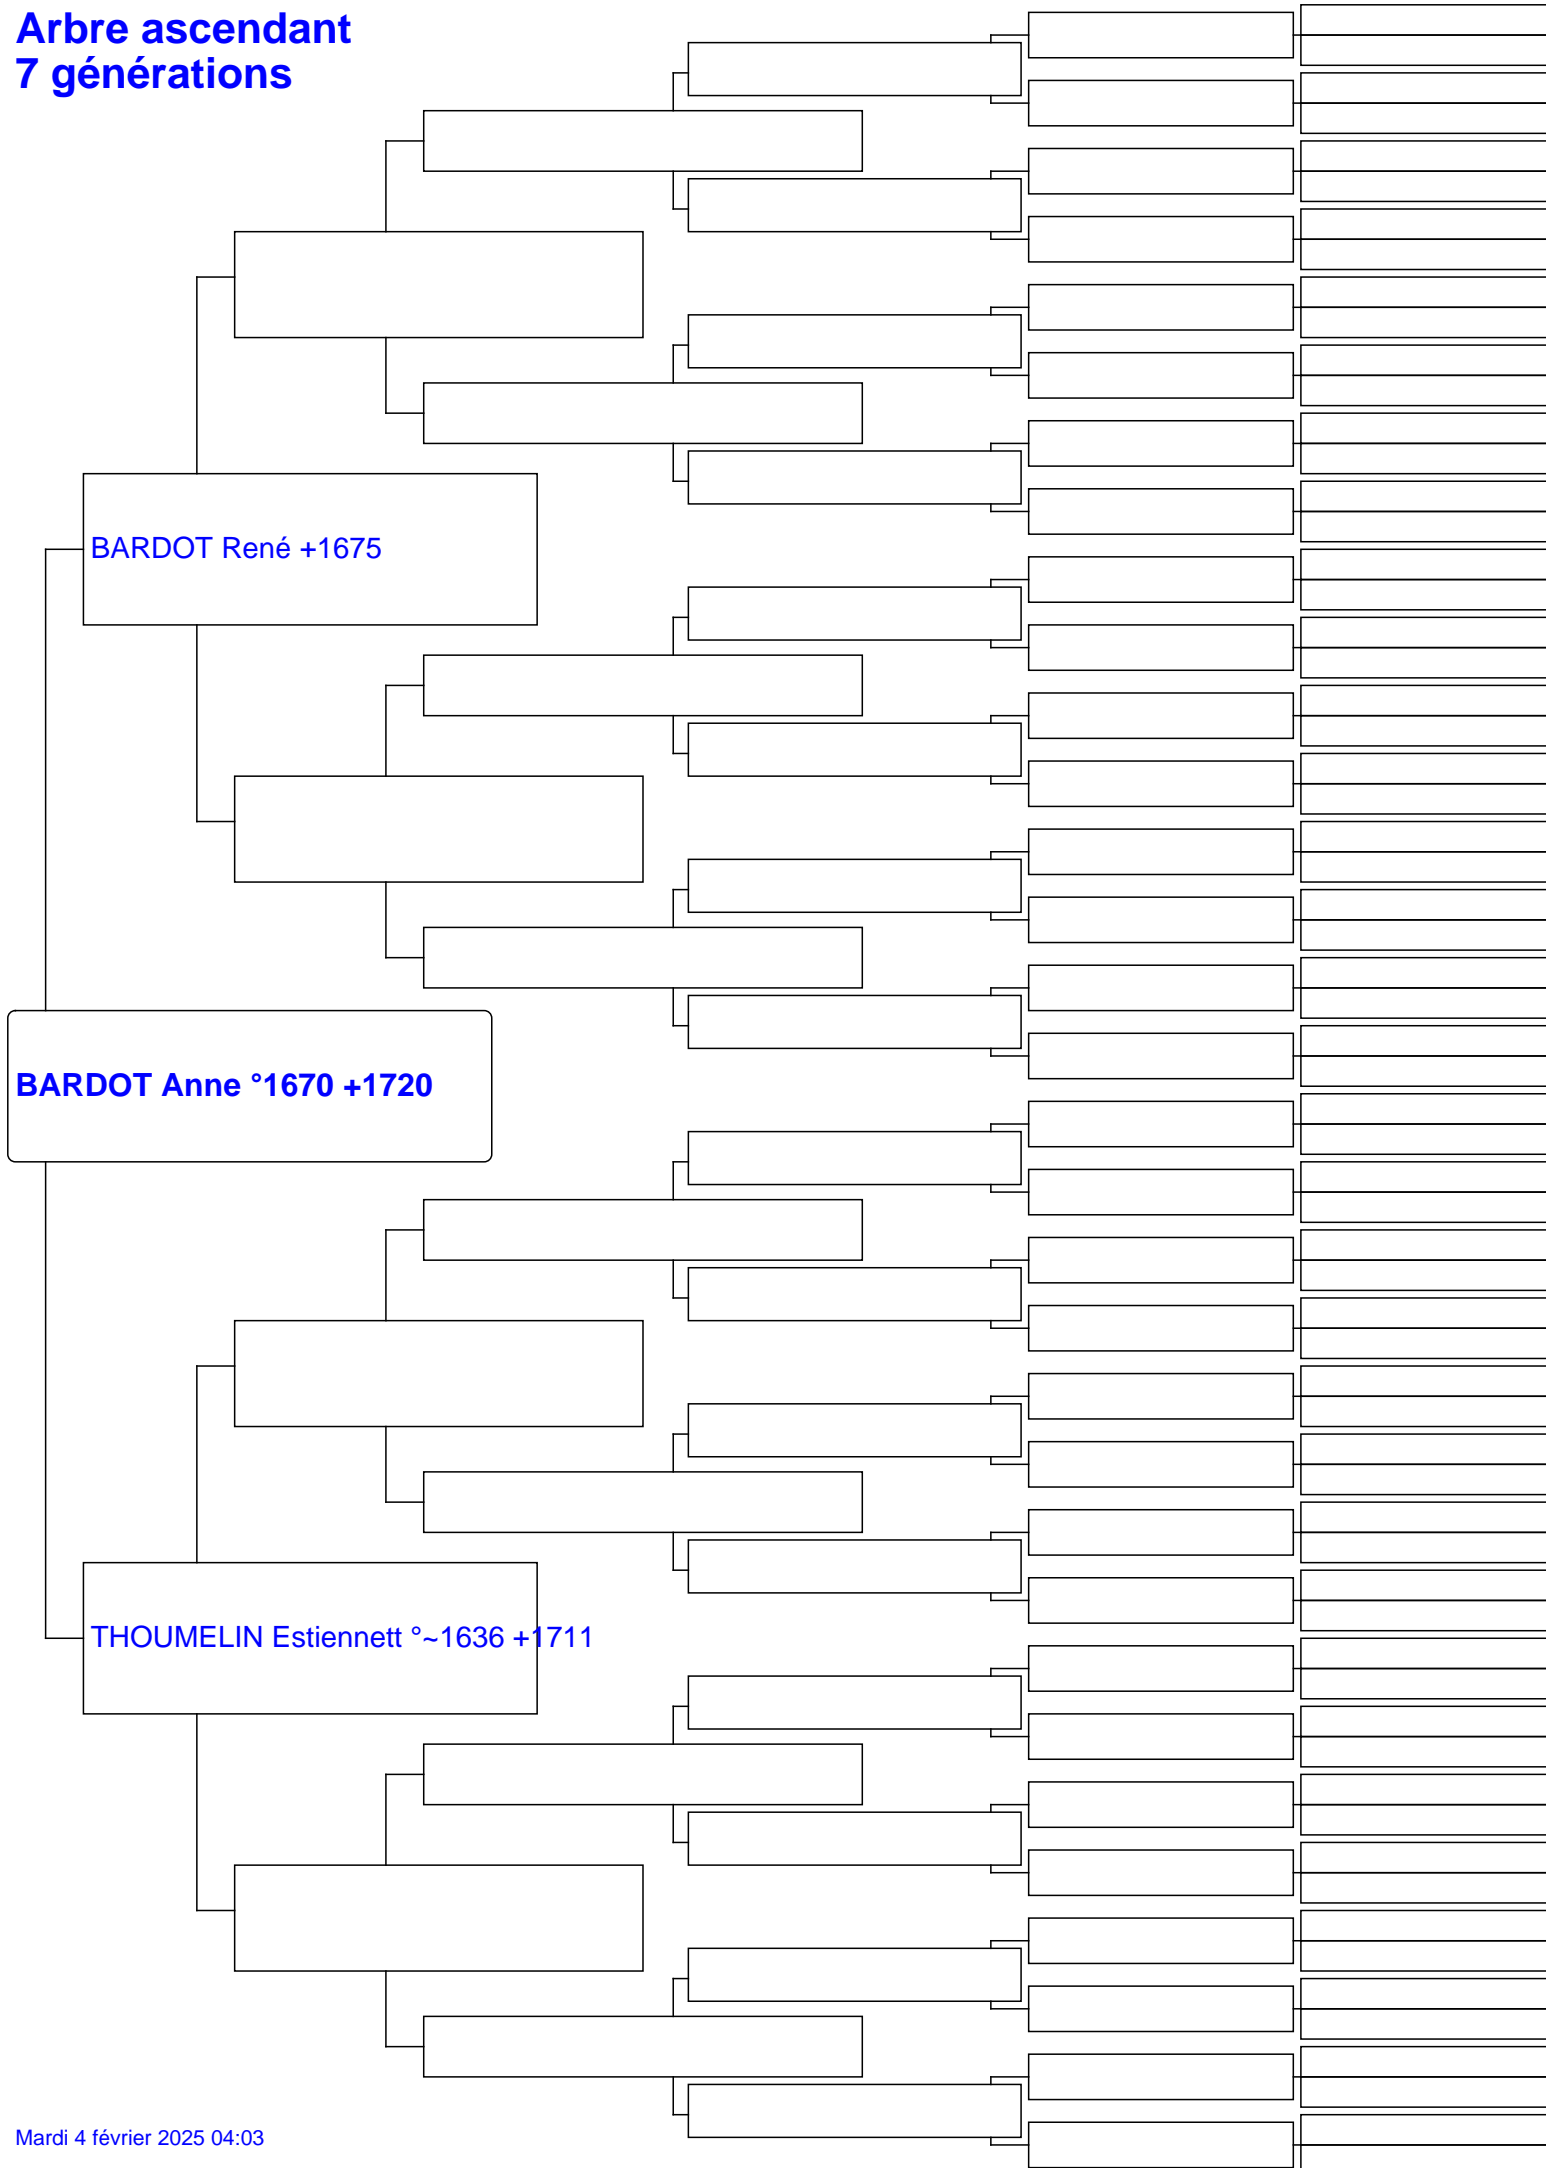 Arbre ascendant
7 générations
BARDOT René +1675
BARDOT Anne °1670 +1720
THOUMELIN Estiennett °~1636 +1711
Mardi 4 février 2025 04:03